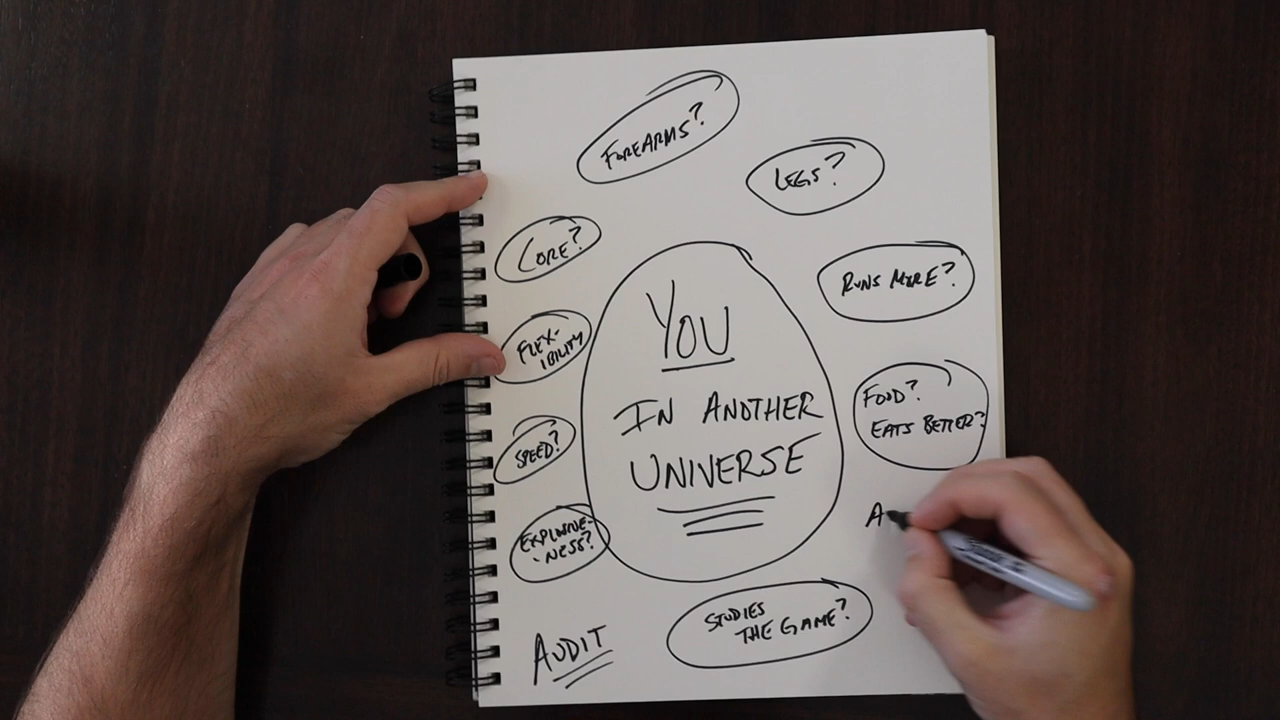 FOREARMS?
LEGS?
CORE?
RUNS MORE?
FLEX-
IBILITY
YOU
IN ANOTHER
UNIVERSE
FOOD?
EATS BETTER?
SPEED?
EXPLOSIVE-
-NESS?
A
STUDIES
THE GAME?
AUDIT